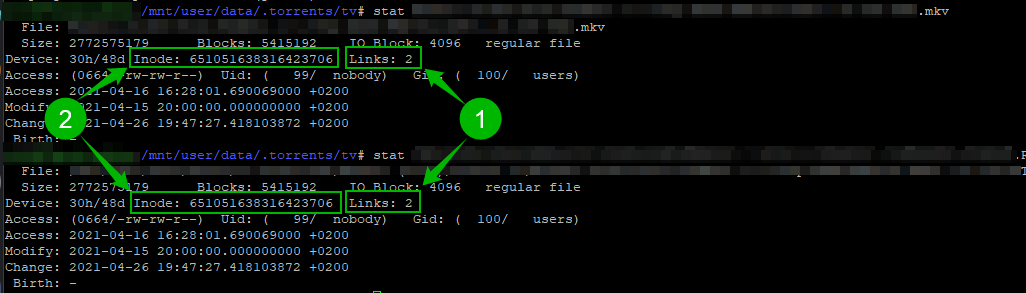 /mnt/user/data/.torrents/tv# stat .mkv
File: .mkv
Size: 2772575179 Blocks: 5415192 IO Block: 4096 regular file
Device: 30h/48d Inode: 651051638316423706 Links: 2
Access: (0664/-rw-rw-r--) Uid: ( 99/ nobody) Gid: ( 100/ users)
Access: 2021-04-16 16:28:01.690069000 +0200
Modify: 2021-04-15 20:00:00.000000000 +0200
2
1
Change: 2021-04-26 19:47:27.418103872 +0200
Birth: -
/mnt/user/data/.torrents/tv# stat
File:
Size: 2772575179 Blocks: 5415192 IO Block: 4096 regular file
Device: 30h/48d Inode: 651051638316423706 Links: 2
Access: (0664/-rw-rw-r--) Uid: ( 99/ nobody) Gid: ( 100/ users)
Access: 2021-04-16 16:28:01.690069000 +0200
Modify: 2021-04-15 20:00:00.000000000 +0200
Change: 2021-04-26 19:47:27.418103872 +0200
Birth: -